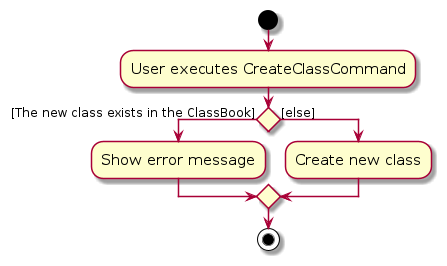 User executes CreateClassCommand
[The new class exists in the ClassBook]
[else]
Show error message
Create new class